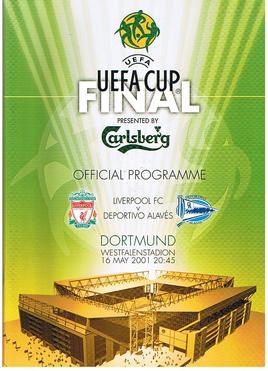 UEFA
UEFA CUP
FINAL
PRESENTED BY
Carlsberg
OFFICIAL PROGRAMME
LIVERPOOL FC
v
DEPORTIVO ALAVÉS
DORTMUND
WESTFALENSTADION
16 MAY 2001 20:45